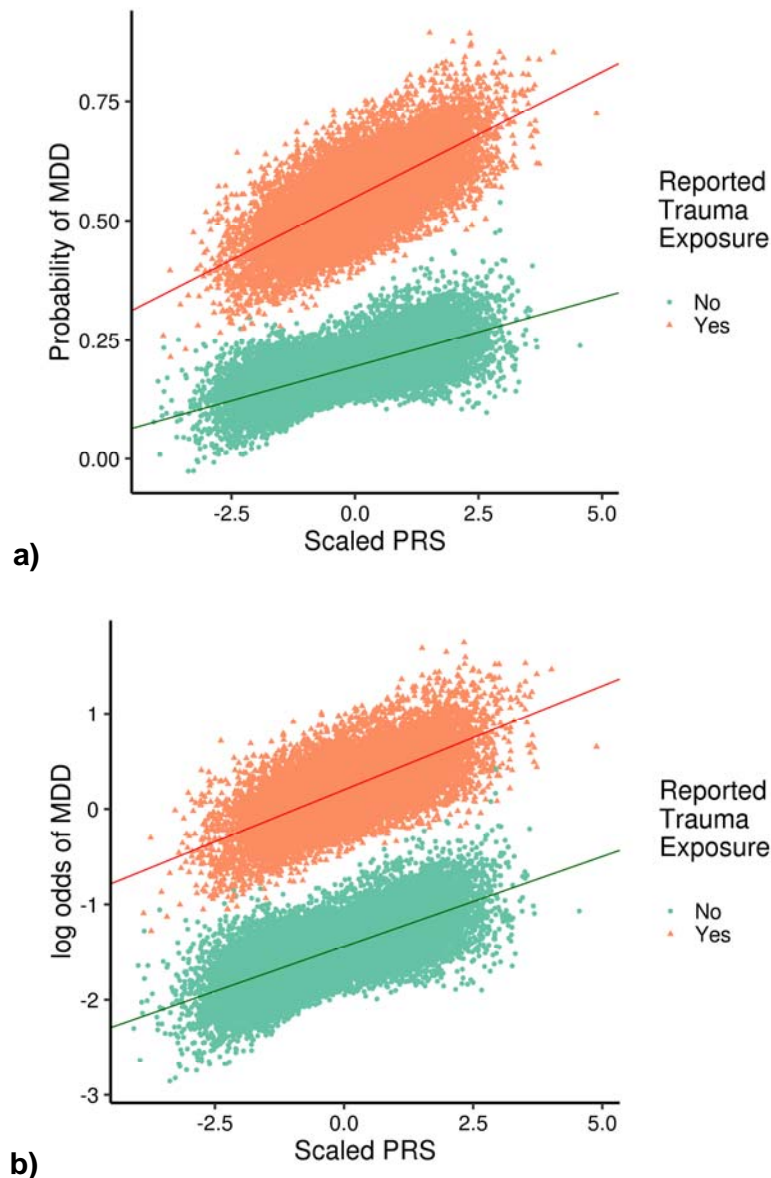 0.75
0.50
0.25
0.00
Probability of MDD
-2.5
0.0
2.5
5.0
Scaled PRS
Reported
Trauma
Exposure
No
Yes
a)
1
0
-1
-2
-3
log odds of MDD
-2.5
0.0
2.5
5.0
Scaled PRS
Reported
Trauma
Exposure
No
Yes
b)